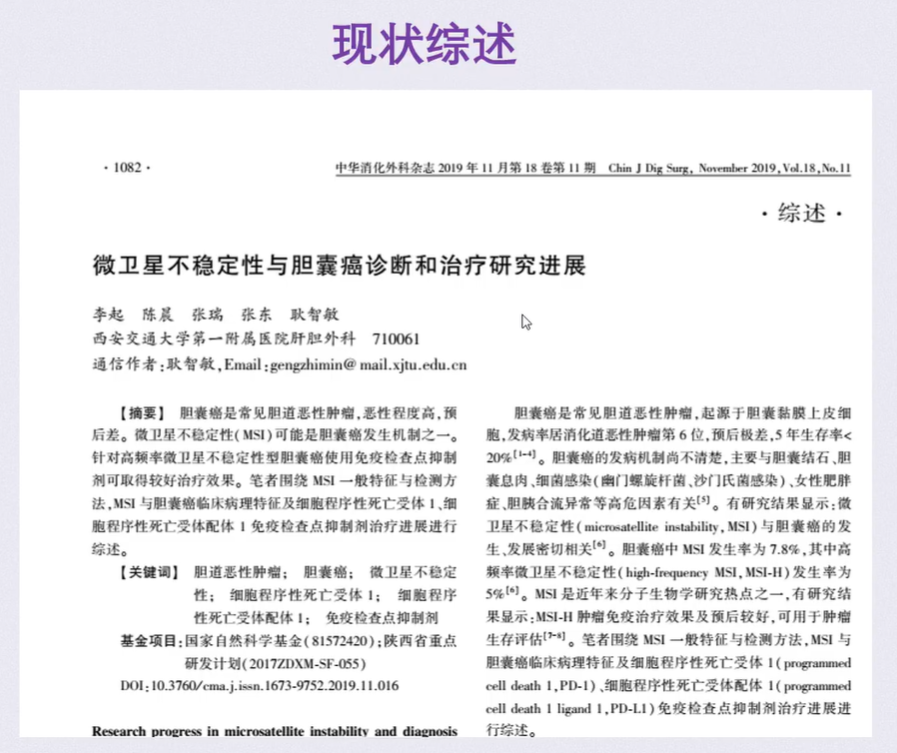 现状综述
·1082·
中华消化外科杂志 2019 年 11 月第 18 卷第 11 期 Chin J Dig Surg, November 2019, Vol.18, No.11
·综述·
微卫星不稳定性与胆囊癌诊断和治疗研究进展
李起 陈晨 张瑞 张东 耿智敏
西安交通大学第一附属医院肝胆外科 710061
通信作者:耿智敏,Email:gengzhimin@mail.xjtu.edu.cn
【摘要】 胆囊癌是常见胆道恶性肿瘤,恶性程度高,预
后差。微卫星不稳定性(MSI)可能是胆囊癌发生机制之一。
针对高频率微卫星不稳定性型胆囊癌使用免疫检查点抑制
剂可取得较好治疗效果。笔者围绕 MSI 一般特征与检测方
法,MSI 与胆囊癌临床病理特征及细胞程序性死亡受体 1、细
胞程序性死亡受体配体 1 免疫检查点抑制剂治疗进展进行
综述。
【关键词】 胆道恶性肿瘤; 胆囊癌; 微卫星不稳定
性; 细胞程序性死亡受体 1; 细胞程序
性死亡受体配体 1; 免疫检查点抑制剂
基金项目:国家自然科学基金(81572420);陕西省重点
研发计划(2017ZDXM-SF-055)
DOI:10.3760/cma.j.issn.1673-9752.2019.11.016
Research progress in microsatellite instability and diagnosis
胆囊癌是常见胆道恶性肿瘤,起源于胆囊黏膜上皮细
胞,发病率居消化道恶性肿瘤第 6 位,预后极差,5 年生存率<
20%[1-4]。胆囊癌的发病机制尚不清楚,主要与胆囊结石、胆
囊息肉、细菌感染(幽门螺旋杆菌、沙门氏菌感染)、女性肥胖
症、胆胰合流异常等高危因素有关[5]。有研究结果显示:微
卫星不稳定性(microsatellite instability,MSI)与胆囊癌的发
生、发展密切相关[6]。胆囊癌中 MSI 发生率为 7.8%,其中高
频率微卫星不稳定性(high-frequency MSI,MSI-H)发生率为
5%[6]。MSI 是近年来分子生物学研究热点之一,有研究结
果显示:MSI-H 肿瘤免疫治疗效果及预后较好,可用于肿瘤
生存评估[7-8]。笔者围绕 MSI 一般特征与检测方法,MSI 与
胆囊癌临床病理特征及细胞程序性死亡受体 1(programmed
cell death 1,PD-1)、细胞程序性死亡受体配体 1(programmed
cell death 1 ligand 1,PD-L1)免疫检查点抑制剂治疗进展进
行综述。